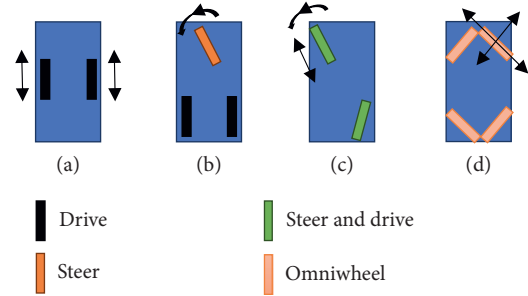 (a)
(b)
(c)
(d)
Drive
Steer and drive
Steer
Omniwheel